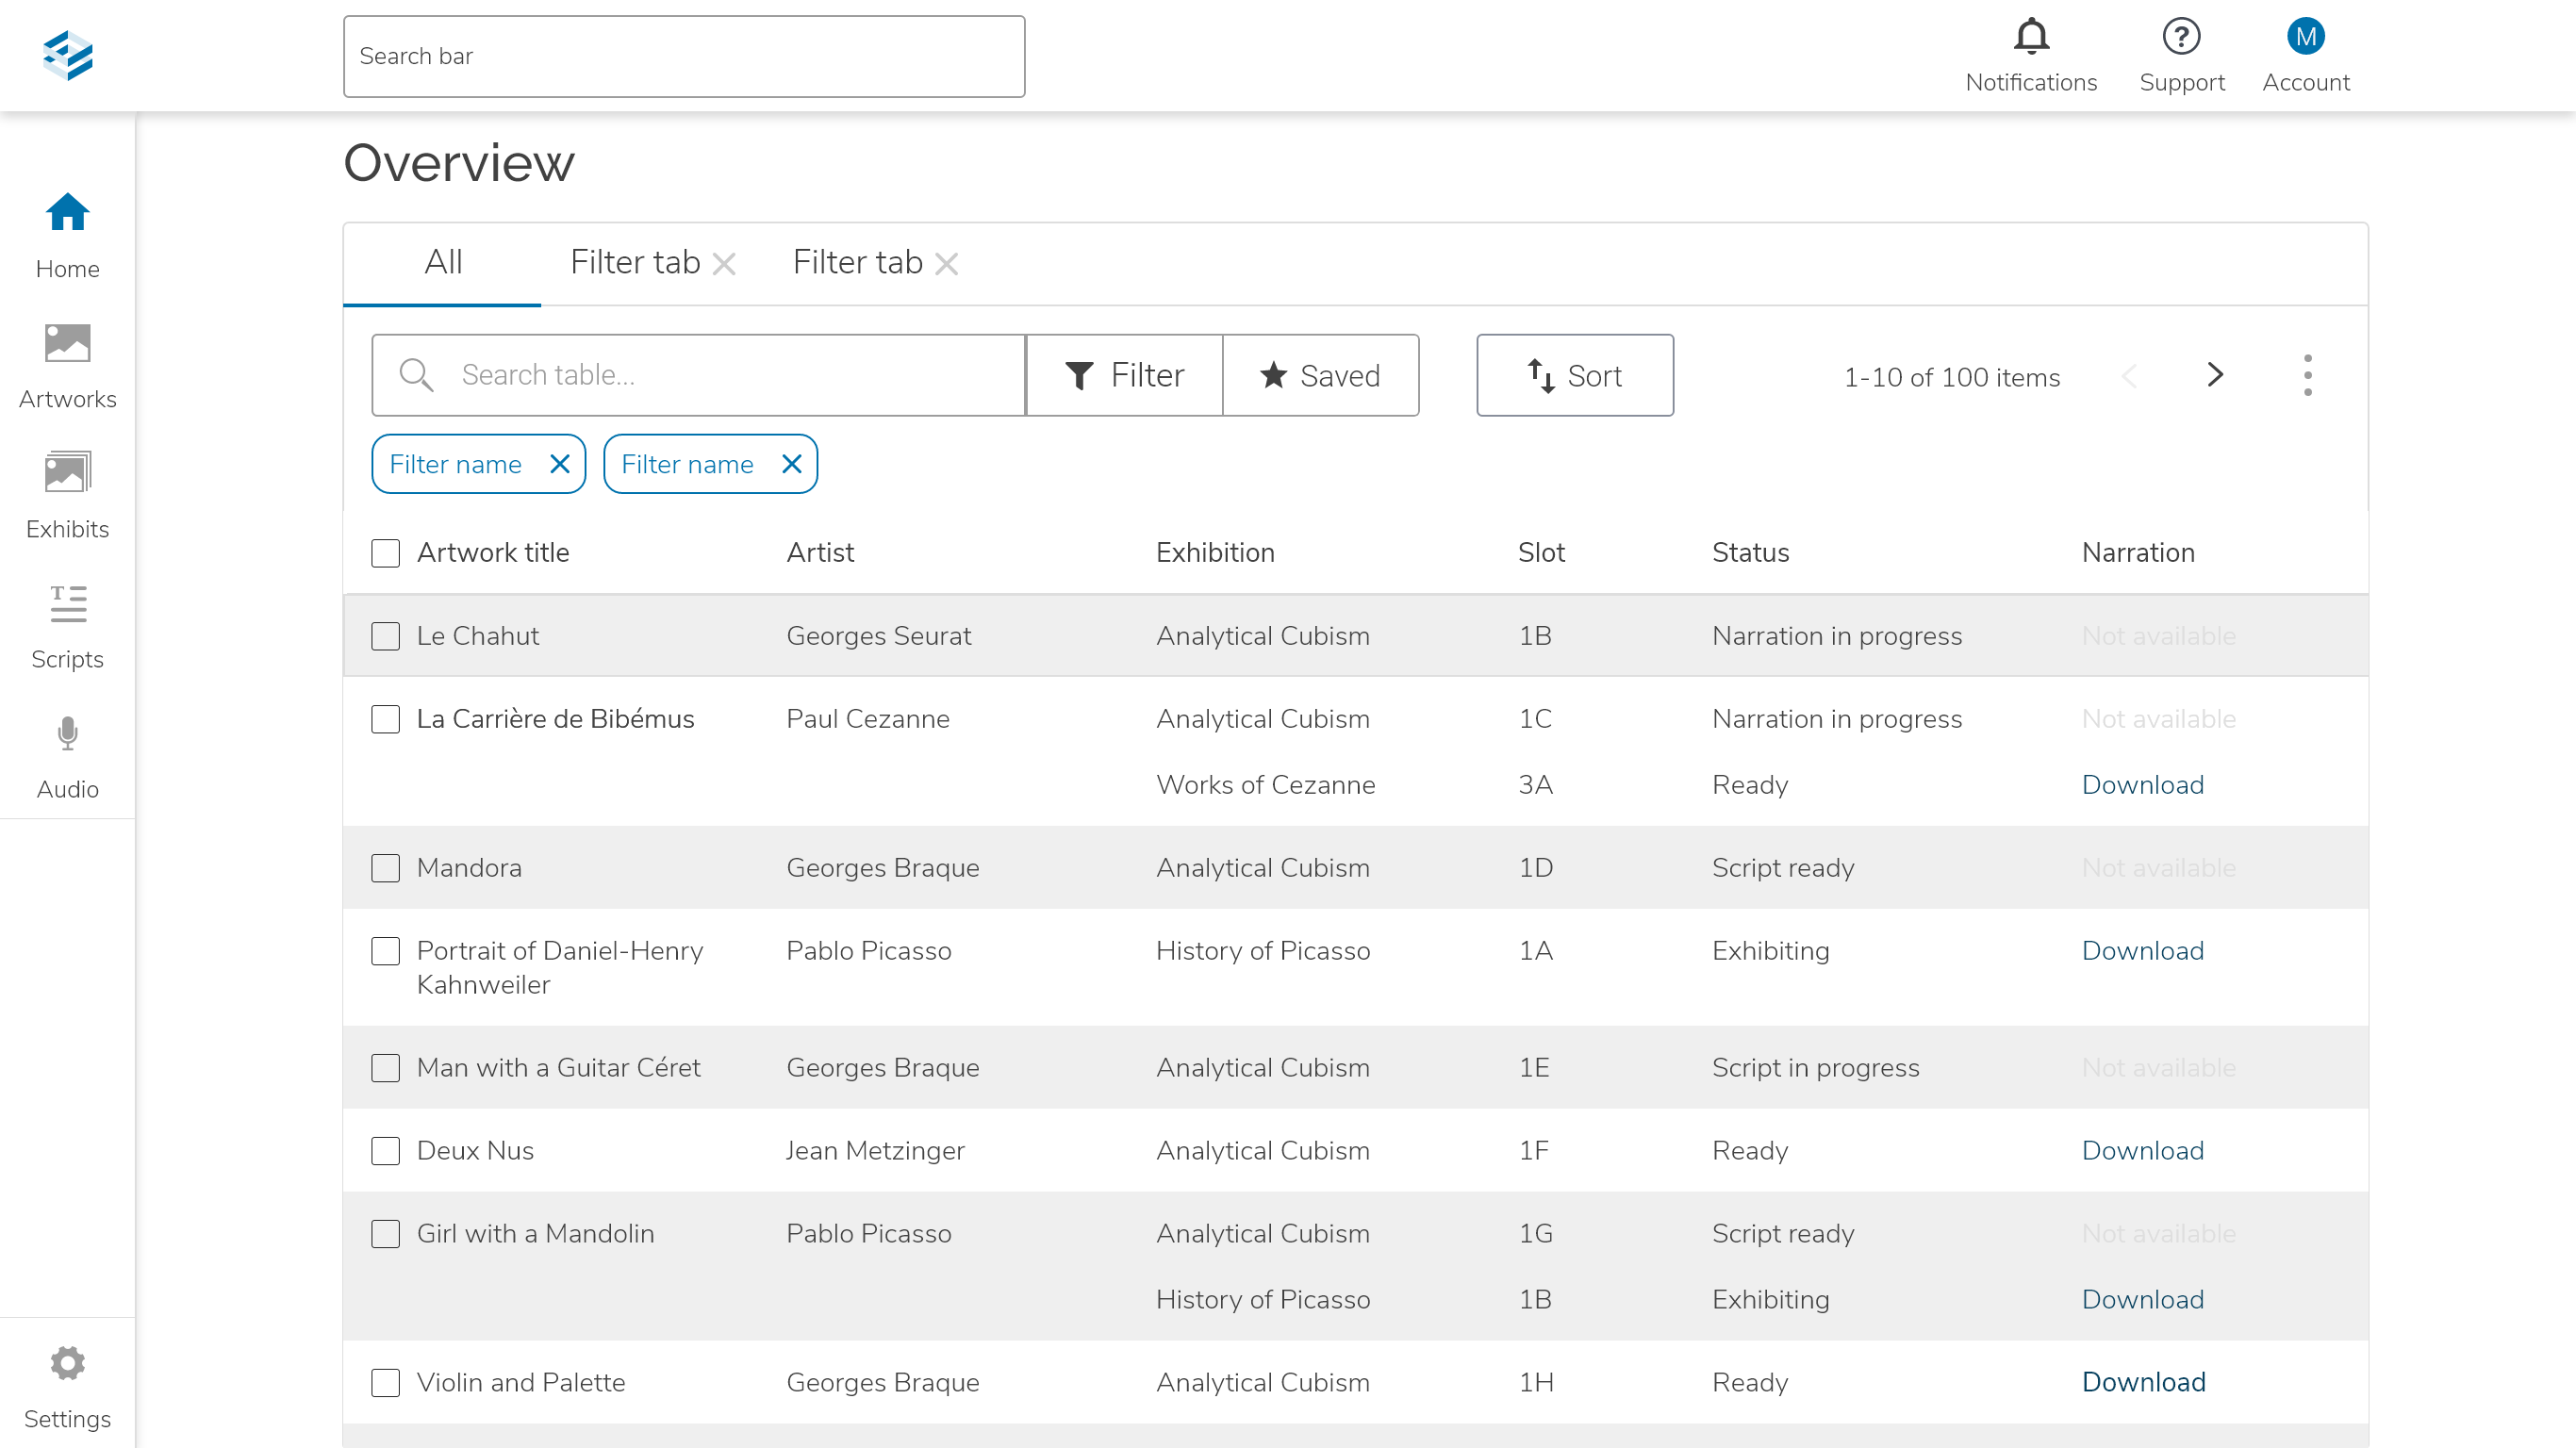 Search bar
Notifications
Support
M
Account
Overview
Home
Artworks
Exhibits
Scripts
Audio
Settings
All
Filter tab
Filter tab
Search table...
Filter
Saved
Sort
1-10 of 100 items
Filter name
Filter name
Artwork title Artist Exhibition Slot Status Narration
Le Chahut Georges Seurat Analytical Cubism 1B Narration in progress Not available
La Carrière de Bibémus Paul Cezanne Analytical Cubism 1C Narration in progress Not available
Works of Cezanne 3A Ready Download
Mandora Georges Braque Analytical Cubism 1D Script ready Not available
Portrait of Daniel-Henry Pablo Picasso History of Picasso 1A Exhibiting Download
Kahnweiler
Man with a Guitar Céret Georges Braque Analytical Cubism 1E Script in progress Not available
Deux Nus Jean Metzinger Analytical Cubism 1F Ready Download
Girl with a Mandolin Pablo Picasso Analytical Cubism 1G Script ready Not available
History of Picasso 1B Exhibiting Download
Violin and Palette Georges Braque Analytical Cubism 1H Ready Download